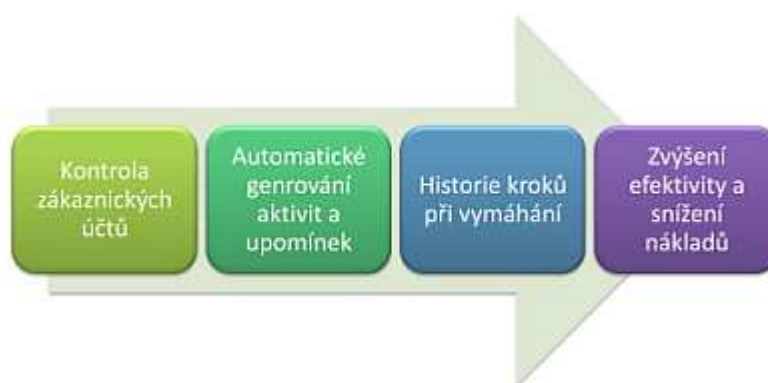 Kontrola
zákaznických
účtů
Automatické
genrování
aktivit a
upomínek
Historie kroků
při vymáhání
Zvýšení
efektivity a
snížení
nákladů